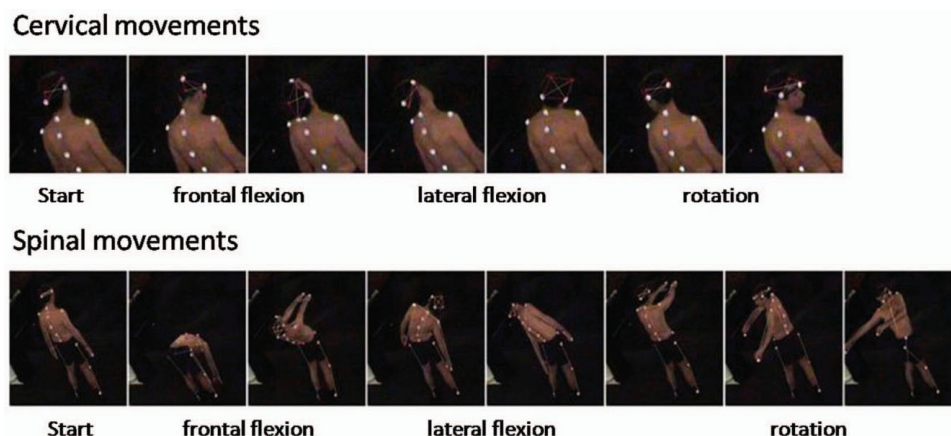 Cervical movements
Start frontal flexion lateral flexion rotation
Spinal movements
Start frontal flexion lateral flexion rotation